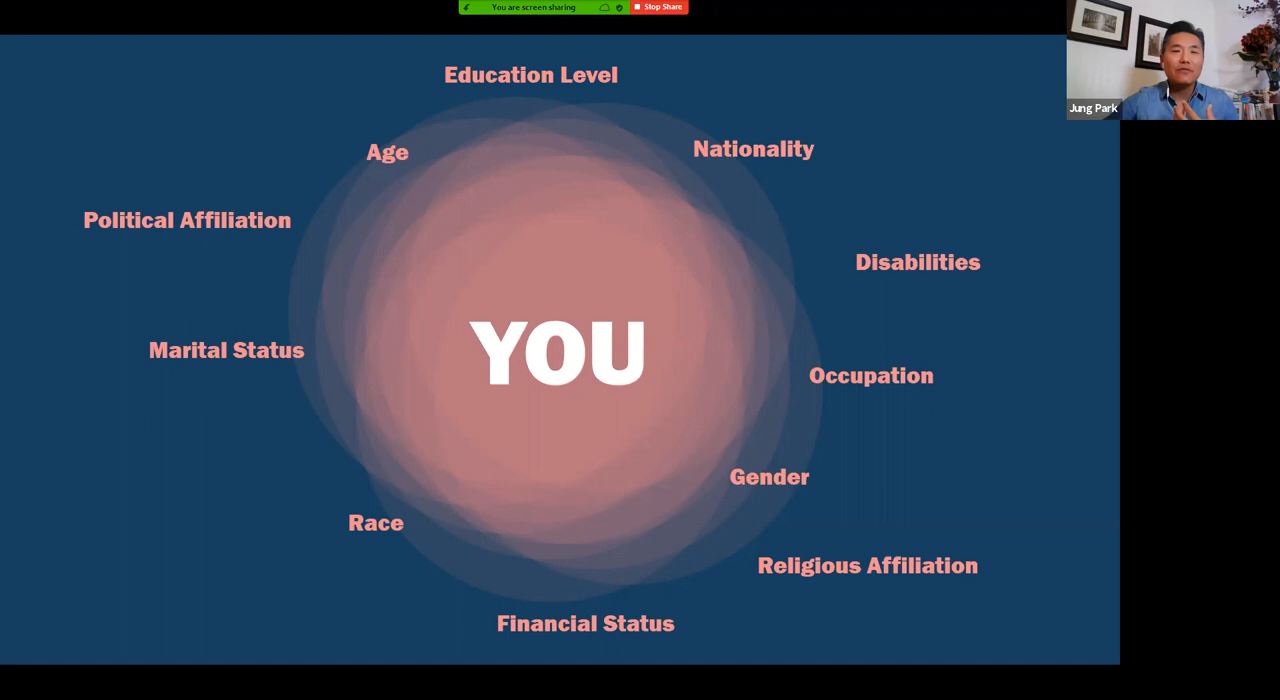 You are screen sharing
Stop Share
Jung Park
Education Level
Age
Nationality
Political Affiliation
Disabilities
YOU
Marital Status
Occupation
Gender
Race
Religious Affiliation
Financial Status